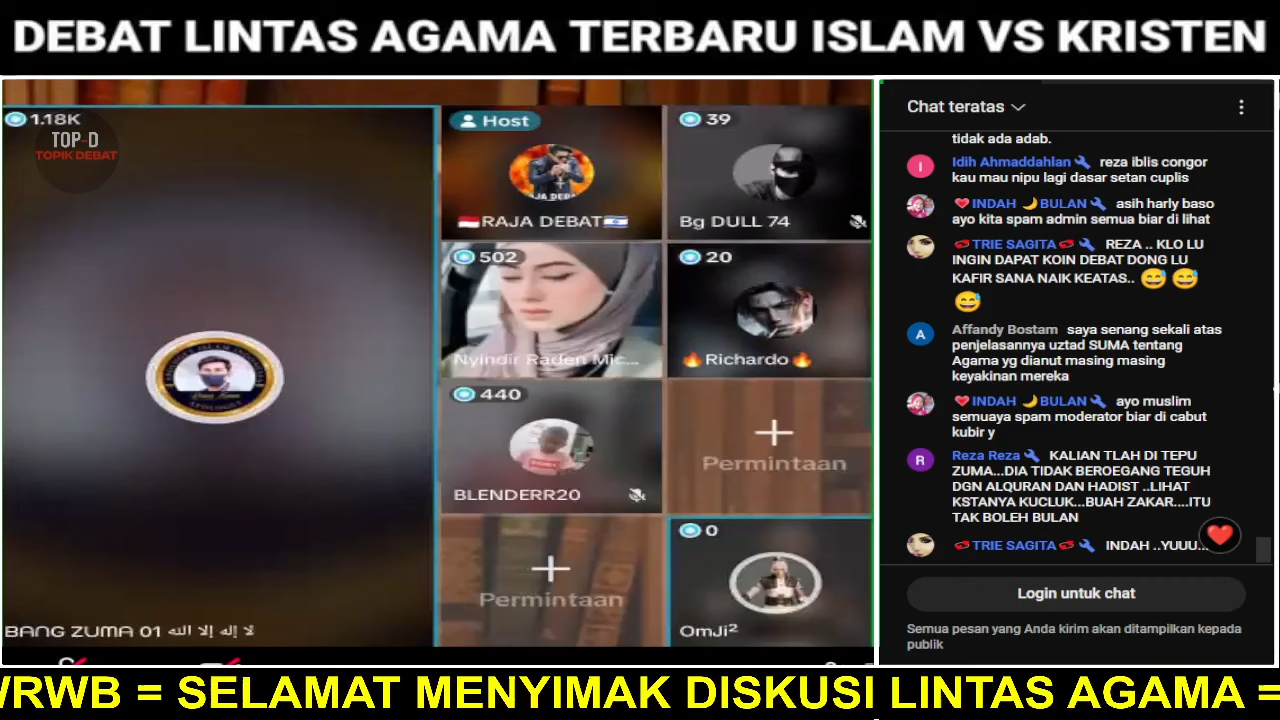 DEBAT LINTAS AGAMA TERBARU ISLAM VS KRISTEN
1.18K
TOP-D
TOPIK DEBAT
BANG ZUMA 01 لا إله إلا الله
Host
RAJA DEBAT
39
Bg DULL 74
502
Nyindir Raden Mic...
20
🔥Richardo🔥
440
BLENDERR20
Permintaan
Permintaan
0
OmJi²
Chat teratas
tidak ada adab.
Idih Ahmaddahlan 🔧 reza iblis congor
kau mau nipu lagi dasar setan cuplis
❤️INDAH 🌙BULAN🔧 asih harly baso
ayo kita spam admin semua biar di lihat
TRIE SAGITA 🔧 REZA .. KLO LU
INGIN DAPAT KOIN DEBAT DONG LU
KAFIR SANA NAIK KEATAS.. 😅 😅
😅
A
Affandy Bostam saya senang sekali atas
penjelasannya uztad SUMA tentang
Agama yg dianut masing masing
keyakinan mereka
❤️INDAH 🌙BULAN🔧 ayo muslim
semuaya spam moderator biar di cabut
kubir y
R
Reza Reza 🔧 KALIAN TLAH DI TEPU
ZUMA...DIA TIDAK BEROEGANG TEGUH
DGN ALQURAN DAN HADIST ..LIHAT
KSTANYA KUCLUK...BUAH ZAKAR....ITU
TAK BOLEH BULAN
TRIE SAGITA 🔧 INDAH ..YUUU...
Login untuk chat
Semua pesan yang Anda kirim akan ditampilkan kepada
publik
WRWB = SELAMAT MENYIMAK DISKUSI LINTAS AGAMA =